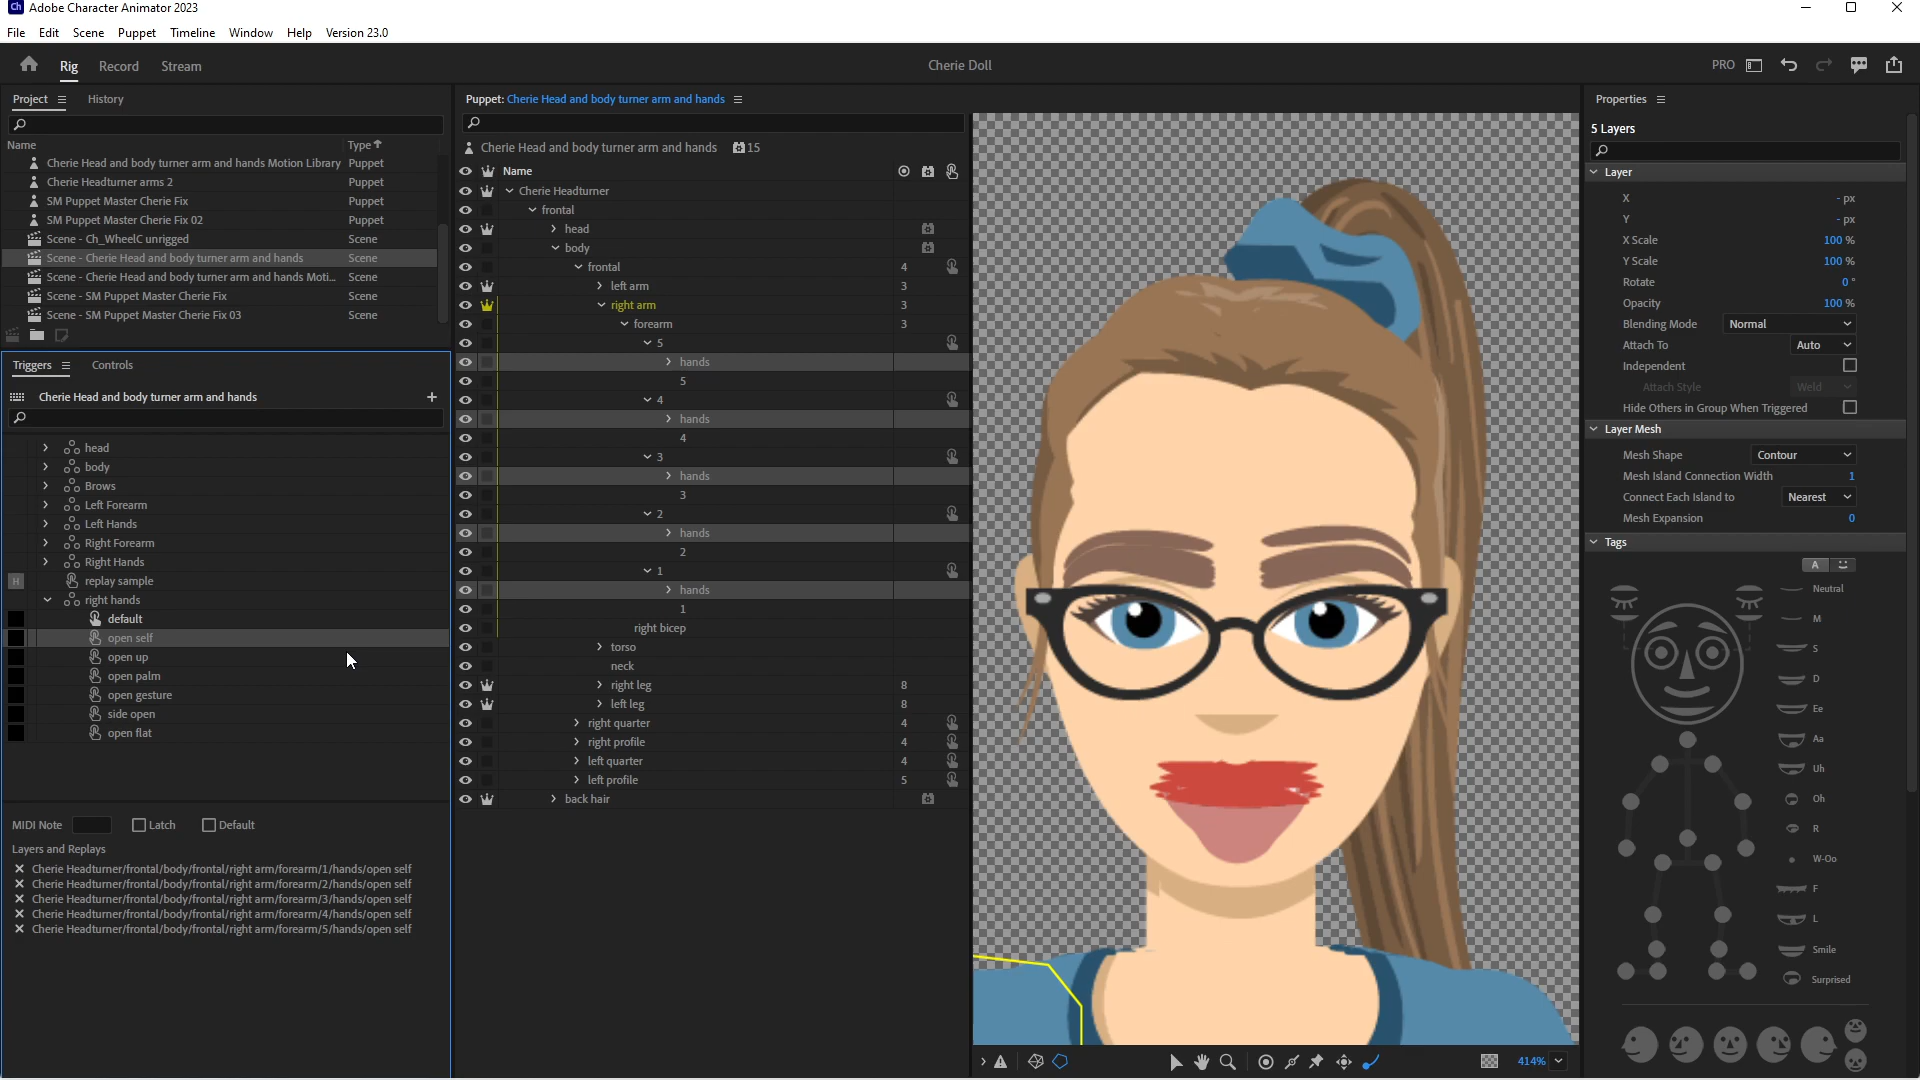 Adobe Character Animator 2023
File Edit Scene Puppet Timeline Window Help Version 23.0
Rig Record Stream
Cherie Doll
PRO
Project History
Name Type
Cherie Head and body turner arm and hands Motion Library Puppet
Cherie Headturner arms 2 Puppet
SM Puppet Master Cherie Fix Puppet
SM Puppet Master Cherie Fix 02 Puppet
Scene - Ch_WheelC unrigged Scene
Scene - Cherie Head and body turner arm and hands Scene
Scene - Cherie Head and body turner arm and hands Moti... Scene
Scene - SM Puppet Master Cherie Fix Scene
Scene - SM Puppet Master Cherie Fix 03 Scene
Triggers Controls
Cherie Head and body turner arm and hands
head
body
Brows
Left Forearm
Left Hands
Right Forearm
Right Hands
H replay sample
right hands
default
open self
open up
open palm
open gesture
side open
open flat
MIDI Note Latch Default
Layers and Replays
Cherie Headturner/frontal/body/frontal/right arm/forearm/1/hands/open self
Cherie Headturner/frontal/body/frontal/right arm/forearm/2/hands/open self
Cherie Headturner/frontal/body/frontal/right arm/forearm/3/hands/open self
Cherie Headturner/frontal/body/frontal/right arm/forearm/4/hands/open self
Cherie Headturner/frontal/body/frontal/right arm/forearm/5/hands/open self
Puppet: Cherie Head and body turner arm and hands
Cherie Head and body turner arm and hands 15
Name
Cherie Headturner
frontal
head
body
frontal 4
left arm 3
right arm 3
forearm 3
5
hands
5
4
hands
4
3
hands
3
2
hands
2
1
hands
1
right bicep
torso
neck
right leg 8
left leg 8
right quarter 4
right profile 4
left quarter 4
left profile 5
back hair
414%
Properties
5 Layers
Layer
X - px
Y - px
X Scale 100 %
Y Scale 100 %
Rotate 0 °
Opacity 100 %
Blending Mode Normal
Attach To Auto
Independent
Attach Style Weld
Hide Others in Group When Triggered
Layer Mesh
Mesh Shape Contour
Mesh Island Connection Width 1
Connect Each Island to Nearest
Mesh Expansion 0
Tags
A
Neutral
M
S
D
Ee
Aa
Uh
Oh
R
W-Oo
F
L
Smile
Surprised